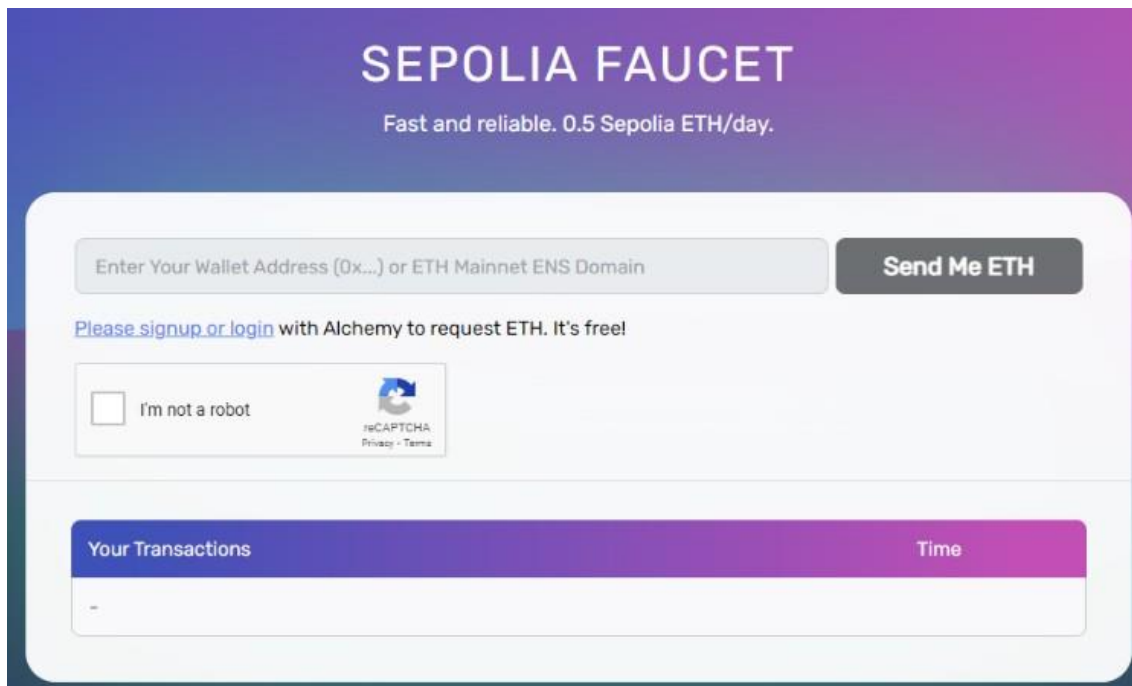 SEPOLIA FAUCET
Fast and reliable. 0.5 Sepolia ETH/day.
Enter Your Wallet Address (0x...) or ETH Mainnet ENS Domain
Send Me ETH
Please signup or login with Alchemy to request ETH. It's free!
I'm not a robot
reCAPTCHA
Privacy - Terms
Your Transactions Time
-